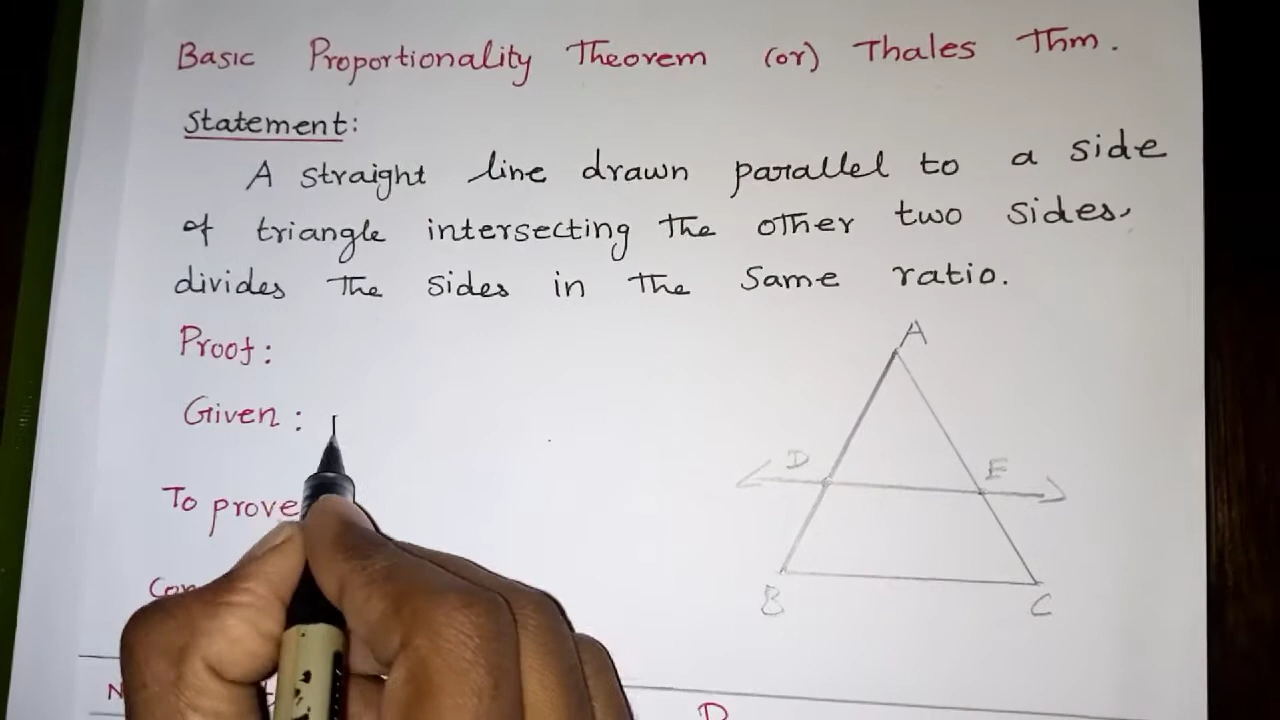 Basic Proportionality Theorem (or) Thales Thm.
Statement:
A straight line drawn parallel to a side
of triangle intersecting the other two sides,
divides the sides in the same ratio.
Proof:
Given:
To prove
A
D
E
B
C